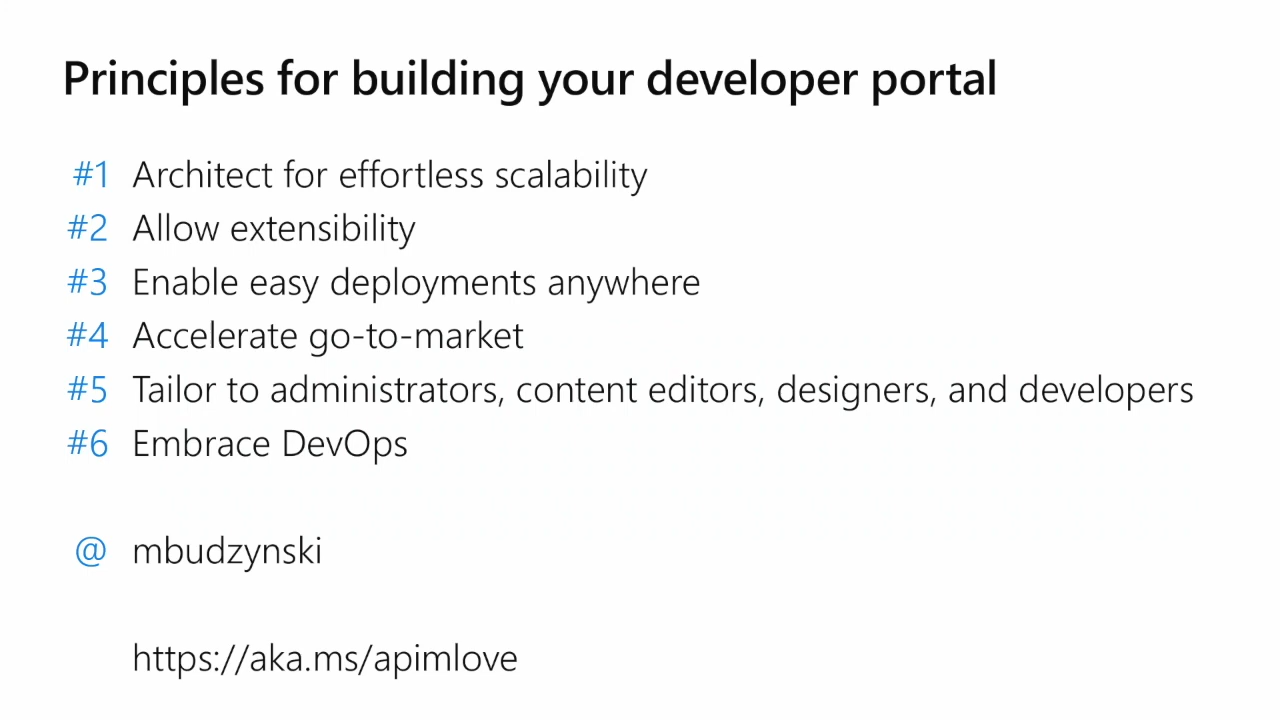 Principles for building your developer portal
#1 Architect for effortless scalability
#2 Allow extensibility
#3 Enable easy deployments anywhere
#4 Accelerate go-to-market
#5 Tailor to administrators, content editors, designers, and developers
#6 Embrace DevOps
@ mbudzynski
https://aka.ms/apimlove